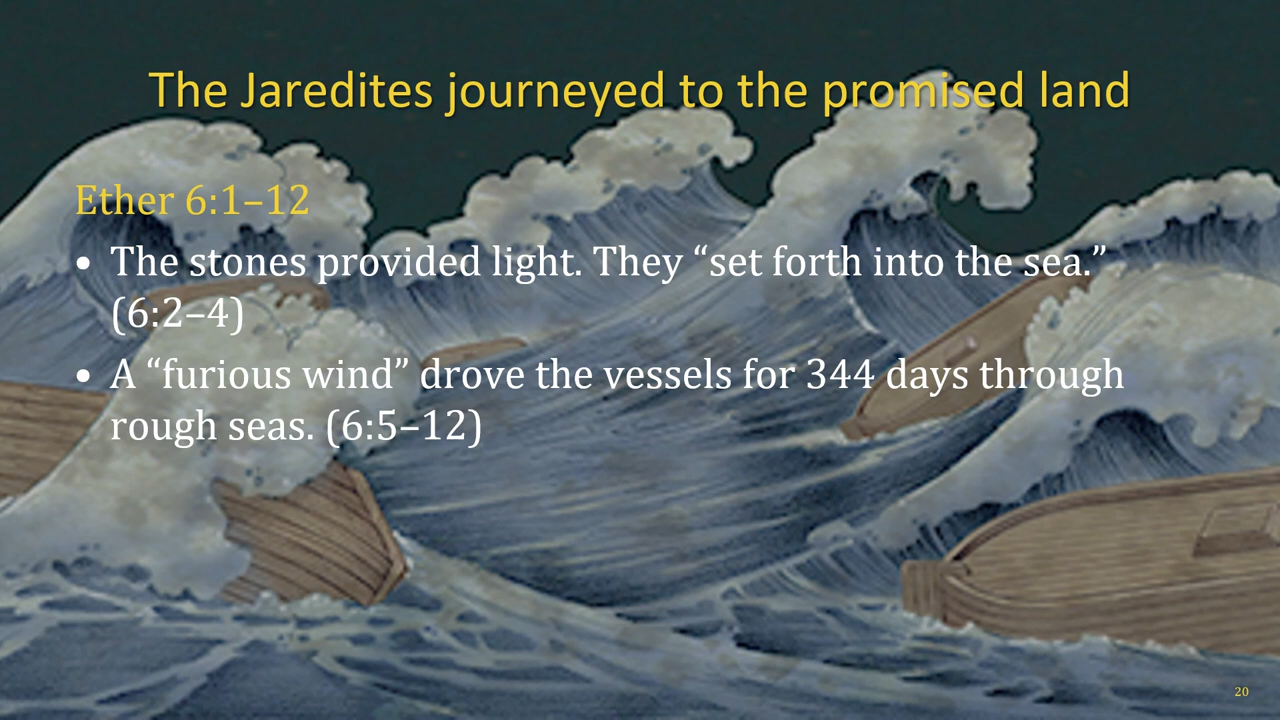 The Jaredites journeyed to the promised land
Ether 6:1–12
• The stones provided light. They “set forth into the sea.”
(6:2–4)
• A “furious wind” drove the vessels for 344 days through
rough seas. (6:5–12)
20